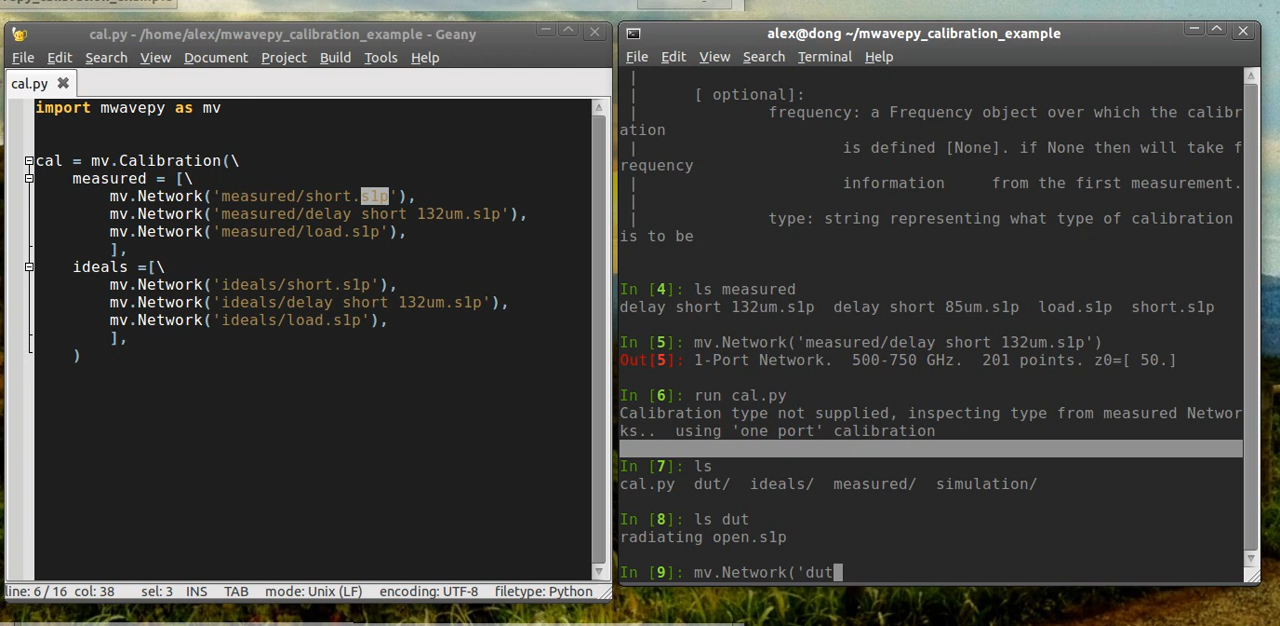 cal.py - /home/alex/mwavepy_calibration_example - Geany
File Edit Search View Document Project Build Tools Help
cal.py
import mwavepy as mv
cal = mv.Calibration(\
measured = [\
mv.Network('measured/short.s1p'),
mv.Network('measured/delay short 132um.s1p'),
mv.Network('measured/load.s1p'),
],
ideals =[\
mv.Network('ideals/short.s1p'),
mv.Network('ideals/delay short 132um.s1p'),
mv.Network('ideals/load.s1p'),
],
)
line: 6 / 16 col: 38 sel: 3 INS TAB mode: Unix (LF) encoding: UTF-8 filetype: Python
alex@dong ~/mwavepy_calibration_example
File Edit View Search Terminal Help
|
| [ optional]:
| frequency: a Frequency object over which the calibr
ation
| is defined [None]. if None then will take f
requency
| information from the first measurement.
|
| type: string representing what type of calibration
is to be
In [4]: ls measured
delay short 132um.s1p delay short 85um.s1p load.s1p short.s1p
In [5]: mv.Network('measured/delay short 132um.s1p')
Out[5]: 1-Port Network. 500-750 GHz. 201 points. z0=[ 50.]
In [6]: run cal.py
Calibration type not supplied, inspecting type from measured Networ
ks.. using 'one port' calibration
In [7]: ls
cal.py dut/ ideals/ measured/ simulation/
In [8]: ls dut
radiating open.s1p
In [9]: mv.Network('dut